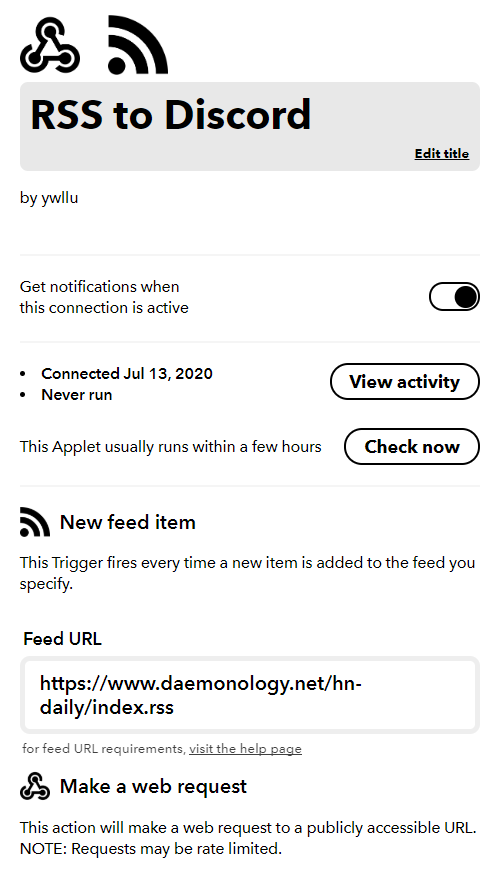 RSS to Discord
Edit title
by ywllu
Get notifications when
this connection is active
• Connected Jul 13, 2020
• Never run
View activity
This Applet usually runs within a few hours
Check now
New feed item
This Trigger fires every time a new item is added to the feed you
specify.
Feed URL
https://www.daemonology.net/hn-
daily/index.rss
for feed URL requirements, visit the help page
Make a web request
This action will make a web request to a publicly accessible URL.
NOTE: Requests may be rate limited.